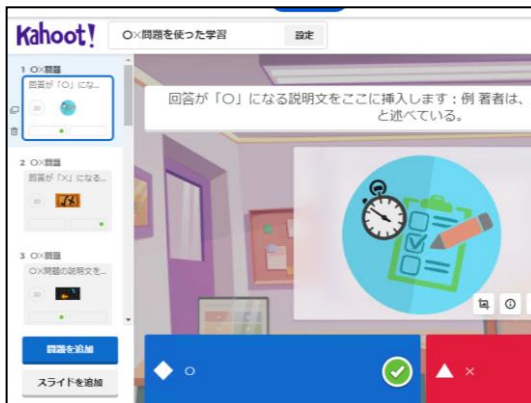 Kahoot!
○×問題を使った学習
設定
1 ○×問題
回答が「○」にな...
30
回答が「○」になる説明文をここに挿入します：例 著者は、
と述べている。
2 ○×問題
回答が「×」になる...
30
3 ○×問題
○×問題の説明文を...
30
問題を追加
スライドを追加
○
×